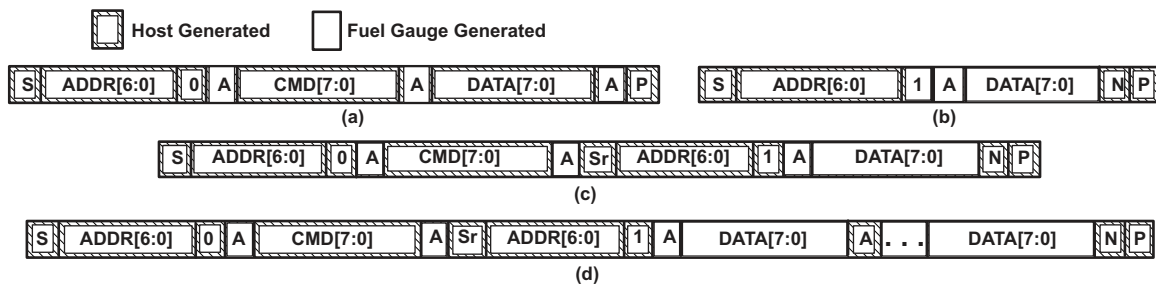 Host Generated Fuel Gauge Generated
S ADDR[6:0] 0 A CMD[7:0] A DATA[7:0] A P S ADDR[6:0] 1 A DATA[7:0] N P
(a) (b)
S ADDR[6:0] 0 A CMD[7:0] A Sr ADDR[6:0] 1 A DATA[7:0] N P
(c)
S ADDR[6:0] 0 A CMD[7:0] A Sr ADDR[6:0] 1 A DATA[7:0] A . . . DATA[7:0] N P
(d)